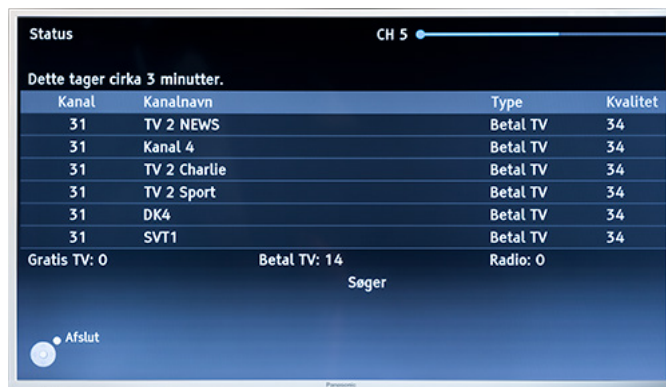 Status CH 5
Dette tager cirka 3 minutter.
Kanal Kanalnavn Type Kvalitet
31 TV 2 NEWS Betal TV 34
31 Kanal 4 Betal TV 34
31 TV 2 Charlie Betal TV 34
31 TV 2 Sport Betal TV 34
31 DK4 Betal TV 34
31 SVT1 Betal TV 34
Gratis TV: 0 Betal TV: 14 Radio: 0
Søger
Afslut
Panasonic